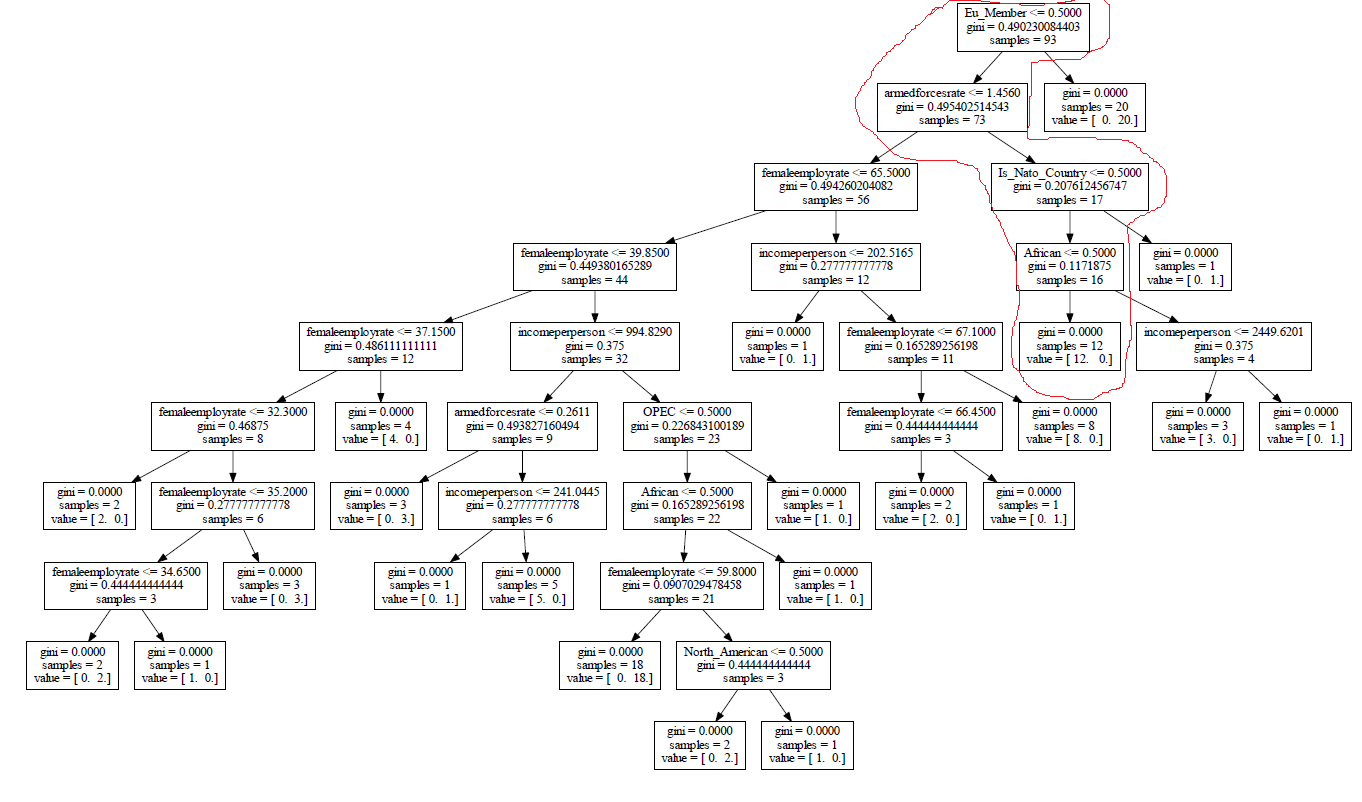 Eu_Member <= 0.5000
gini = 0.490230084403
samples = 93
armedforcesrate <= 1.4560
gini = 0.495402514543
samples = 73
gini = 0.0000
samples = 20
value = [  0.  20.]
femaleemployrate <= 65.5000
gini = 0.494260204082
samples = 56
Is_Nato_Country <= 0.5000
gini = 0.207612456747
samples = 17
femaleemployrate <= 39.8500
gini = 0.449380165289
samples = 44
incomeperperson <= 202.5165
gini = 0.277777777778
samples = 12
African <= 0.5000
gini = 0.1171875
samples = 16
gini = 0.0000
samples = 1
value = [ 0.  1.]
femaleemployrate <= 37.1500
gini = 0.486111111111
samples = 12
incomeperperson <= 994.8290
gini = 0.375
samples = 32
gini = 0.0000
samples = 1
value = [ 0.  1.]
femaleemployrate <= 67.1000
gini = 0.165289256198
samples = 11
gini = 0.0000
samples = 12
value = [ 12.   0.]
incomeperperson <= 2449.6201
gini = 0.375
samples = 4
femaleemployrate <= 32.3000
gini = 0.46875
samples = 8
gini = 0.0000
samples = 4
value = [ 4.  0.]
armedforcesrate <= 0.2611
gini = 0.493827160494
samples = 9
OPEC <= 0.5000
gini = 0.226843100189
samples = 23
femaleemployrate <= 66.4500
gini = 0.444444444444
samples = 3
gini = 0.0000
samples = 8
value = [ 8.  0.]
gini = 0.0000
samples = 3
value = [ 3.  0.]
gini = 0.0000
samples = 1
value = [ 0.  1.]
gini = 0.0000
samples = 2
value = [ 2.  0.]
femaleemployrate <= 35.2000
gini = 0.277777777778
samples = 6
gini = 0.0000
samples = 3
value = [ 0.  3.]
incomeperperson <= 241.0445
gini = 0.277777777778
samples = 6
African <= 0.5000
gini = 0.165289256198
samples = 22
gini = 0.0000
samples = 1
value = [ 1.  0.]
gini = 0.0000
samples = 2
value = [ 2.  0.]
gini = 0.0000
samples = 1
value = [ 0.  1.]
femaleemployrate <= 34.6500
gini = 0.444444444444
samples = 3
gini = 0.0000
samples = 3
value = [ 0.  3.]
gini = 0.0000
samples = 1
value = [ 0.  1.]
gini = 0.0000
samples = 5
value = [ 5.  0.]
femaleemployrate <= 59.8000
gini = 0.0907029478458
samples = 21
gini = 0.0000
samples = 1
value = [ 1.  0.]
gini = 0.0000
samples = 2
value = [ 0.  2.]
gini = 0.0000
samples = 1
value = [ 1.  0.]
gini = 0.0000
samples = 18
value = [  0.  18.]
North_American <= 0.5000
gini = 0.444444444444
samples = 3
gini = 0.0000
samples = 2
value = [ 0.  2.]
gini = 0.0000
samples = 1
value = [ 1.  0.]